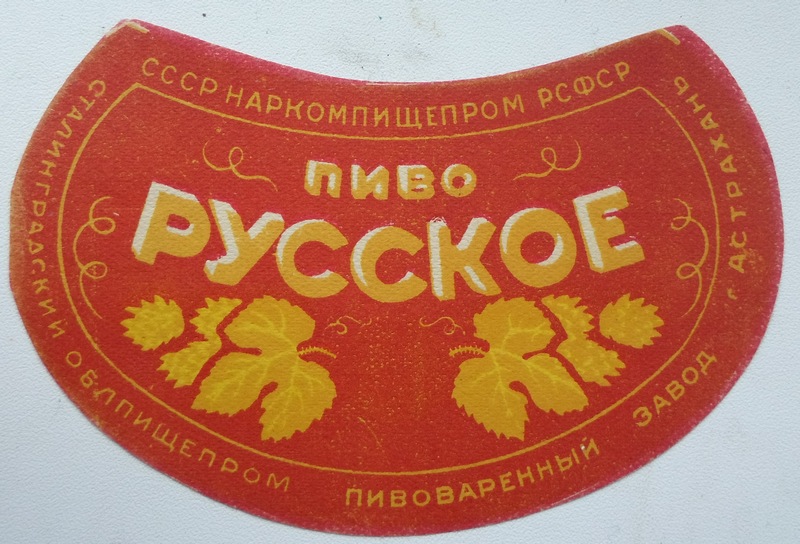 СССР НАРКОМПИЩЕПРОМ РСФСР
ПИВО
РУССКОЕ
СТАЛИНГРАДСКИЙ ОБЛПИЩЕПРОМ
ПИВОВАРЕННЫЙ ЗАВОД г. АСТРАХАНЬ